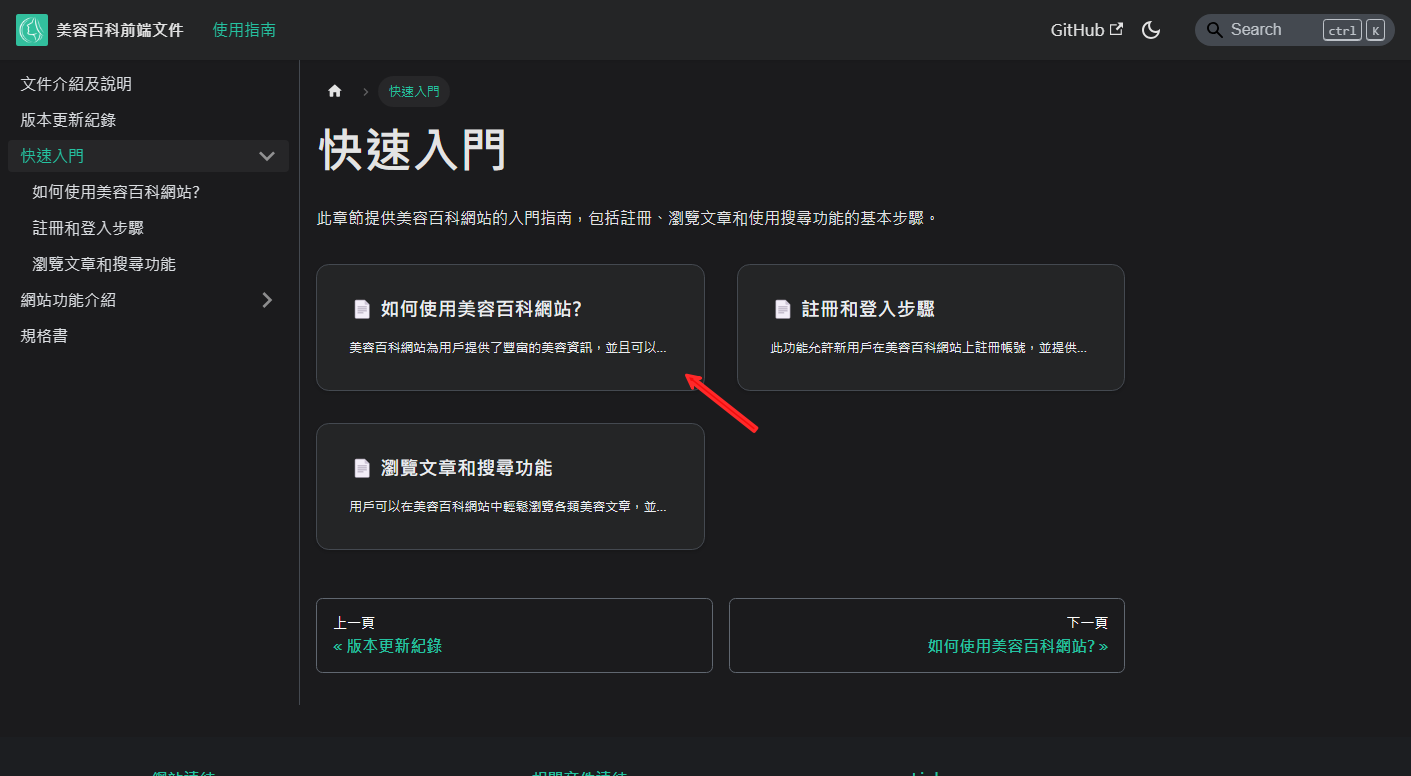 美容百科前端文件
使用指南
GitHub
Search
ctrl
K
文件介紹及說明
版本更新紀錄
快速入門
如何使用美容百科網站?
註冊和登入步驟
瀏覽文章和搜尋功能
網站功能介紹
規格書
快速入門
快速入門
此章節提供美容百科網站的入門指南，包括註冊、瀏覽文章和使用搜尋功能的基本步驟。
如何使用美容百科網站?
美容百科網站為用戶提供了豐富的美容資訊，並且可以...
註冊和登入步驟
此功能允許新用戶在美容百科網站上註冊帳號，並提供...
瀏覽文章和搜尋功能
用戶可以在美容百科網站中輕鬆瀏覽各類美容文章，並...
上一頁
« 版本更新紀錄
下一頁
如何使用美容百科網站? »